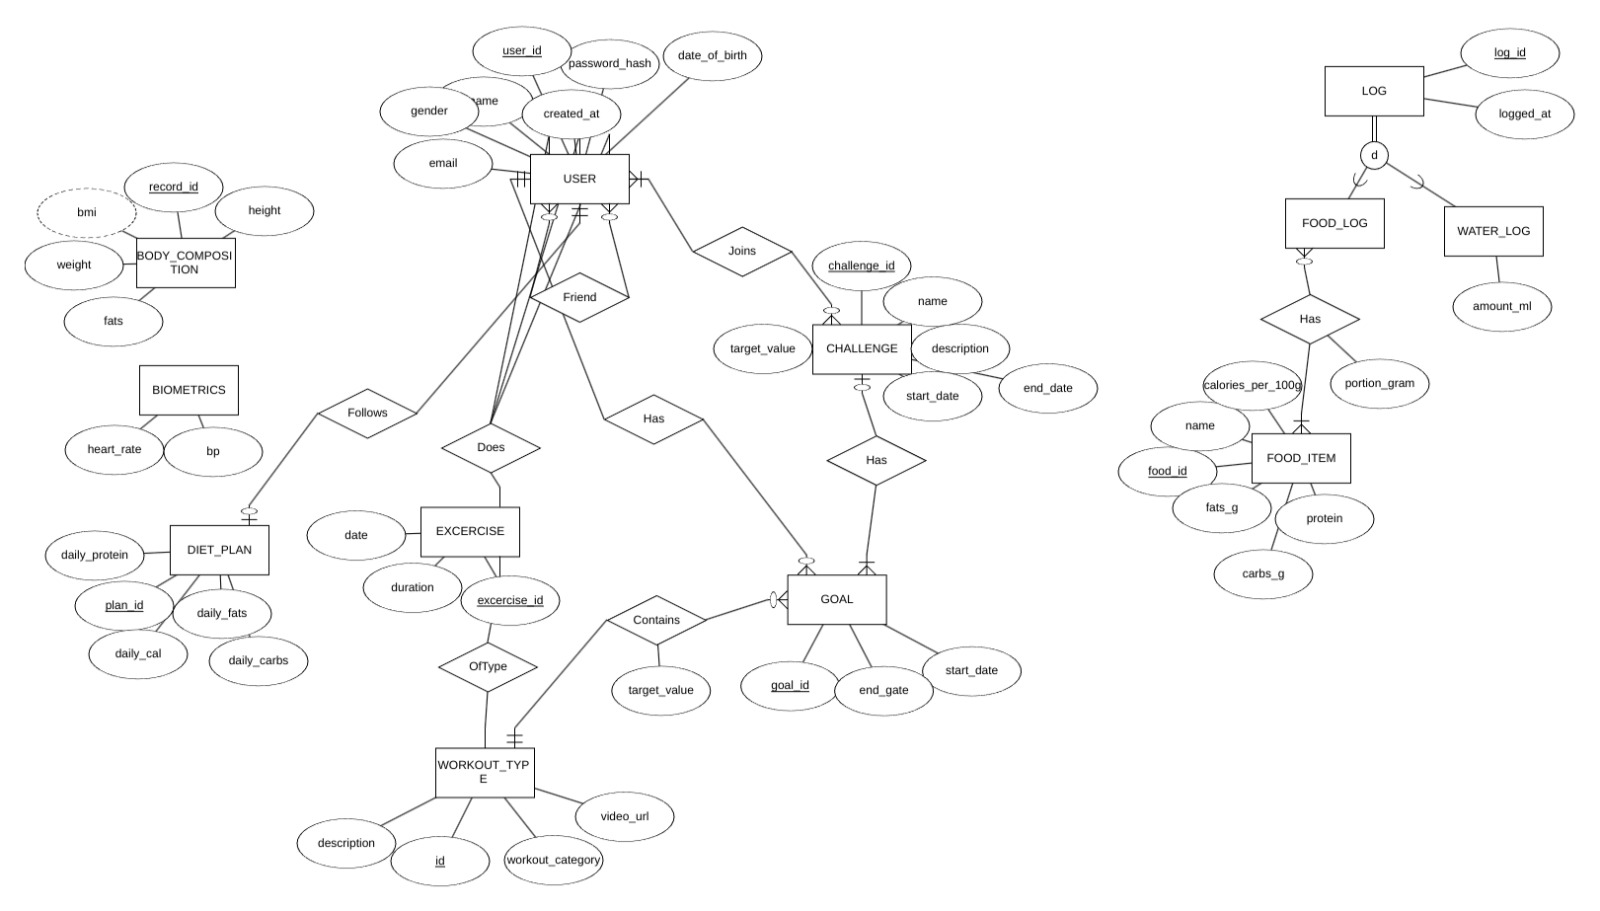 user_id
password_hash
date_of_birth
gender
name
created_at
email
USER
record_id
bmi
height
BODY_COMPOSI
TION
weight
fats
BIOMETRICS
heart_rate
bp
Friend
Joins
challenge_id
name
target_value
CHALLENGE
description
start_date
end_date
Follows
Does
Has
Has
daily_protein
DIET_PLAN
plan_id
daily_fats
daily_cal
daily_carbs
date
EXCERCISE
duration
excercise_id
OfType
Contains
target_value
GOAL
goal_id
end_gate
start_date
WORKOUT_TYP
E
description
id
workout_category
video_url
log_id
LOG
logged_at
d
FOOD_LOG
WATER_LOG
amount_ml
Has
portion_gram
calories_per_100g
name
FOOD_ITEM
food_id
fats_g
protein
carbs_g